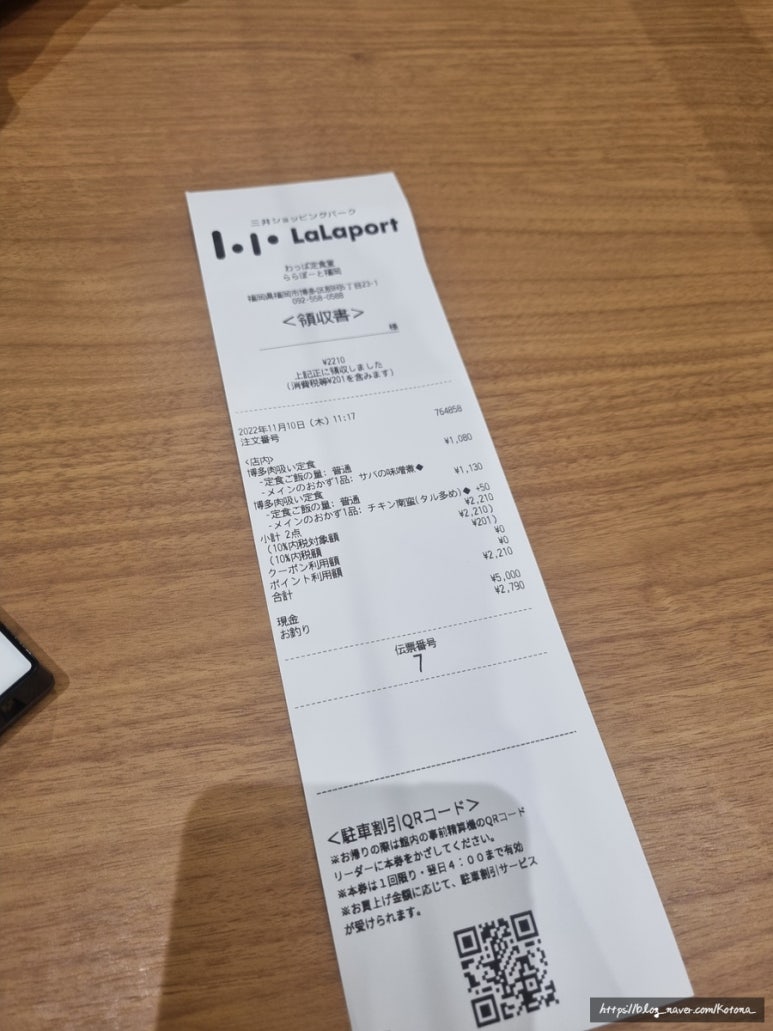 三井ショッピングパーク
LaLaport
わっぱ定食堂
ららぽーと福岡
福岡県福岡市博多区那珂6丁目23-1
092-558-0588
＜領収書＞
様
¥2210
上記正に領収しました
(消費税等¥201を含みます)
2022年11月10日（木）11:17
注文番号 764858
<店内>
博多肉吸い定食 ¥1,080
-定食ご飯の量: 普通
-メインのおかず1品: サバの味噌煮◆
博多肉吸い定食 ¥1,130
-定食ご飯の量: 普通
-メインのおかず1品: チキン南蛮(タル多め)◆ +50
小計 2点 ¥2,210
(10%内税対象額 ¥2,210)
(10%内税額 ¥201)
クーポン利用額 ¥0
ポイント利用額 ¥0
合計 ¥2,210
現金 ¥5,000
お釣り ¥2,790
伝票番号
7
＜駐車割引QRコード＞
※お帰りの際は館内の事前精算機のQRコード
リーダーに本券をかざしてください。
※本券は１回限り・翌日４：００まで有効
※お買上げ金額に応じて、駐車割引サービス
が受けられます。
https://blog_naver.com/Kotona_